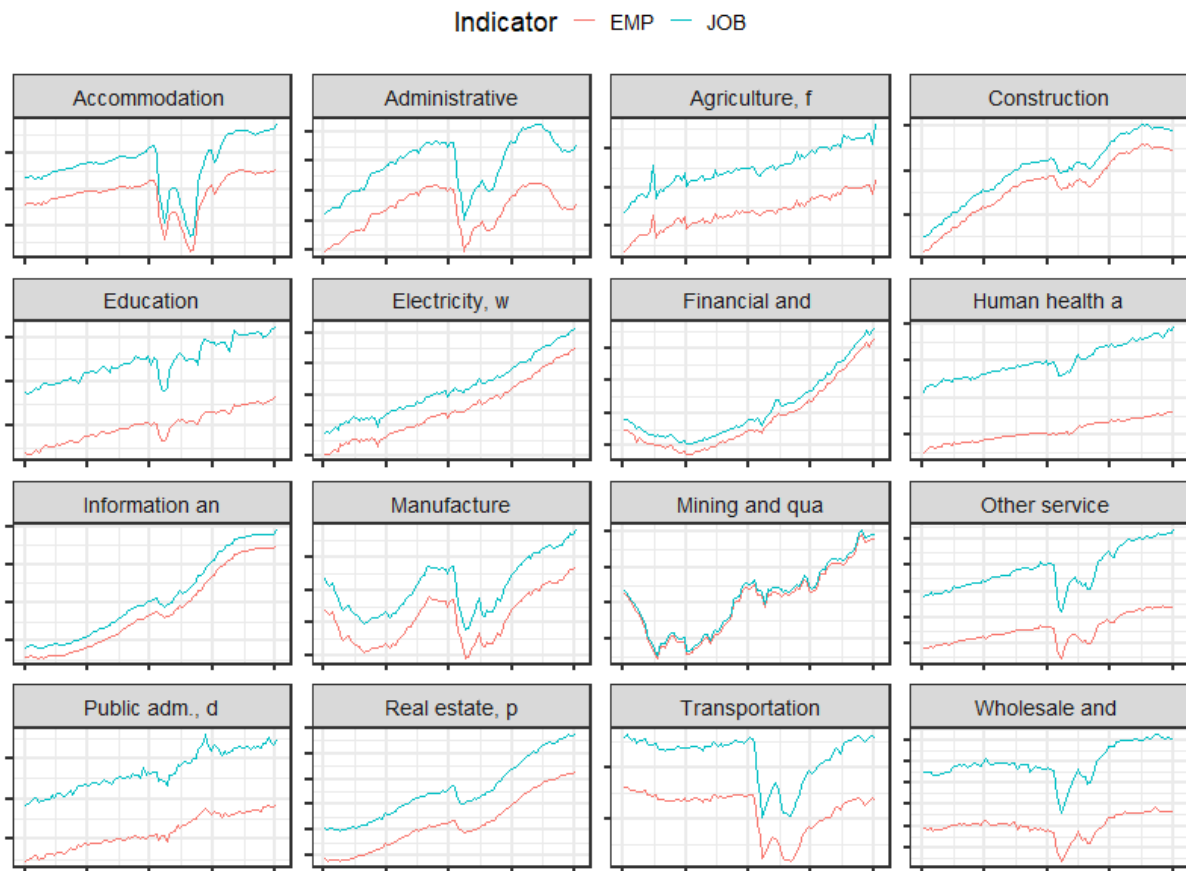 Indicator EMP JOB
Accommodation Administrative Agriculture, f Construction
Education Electricity, w Financial and Human health a
Information an Manufacture Mining and qua Other service
Public adm., d Real estate, p Transportation Wholesale and